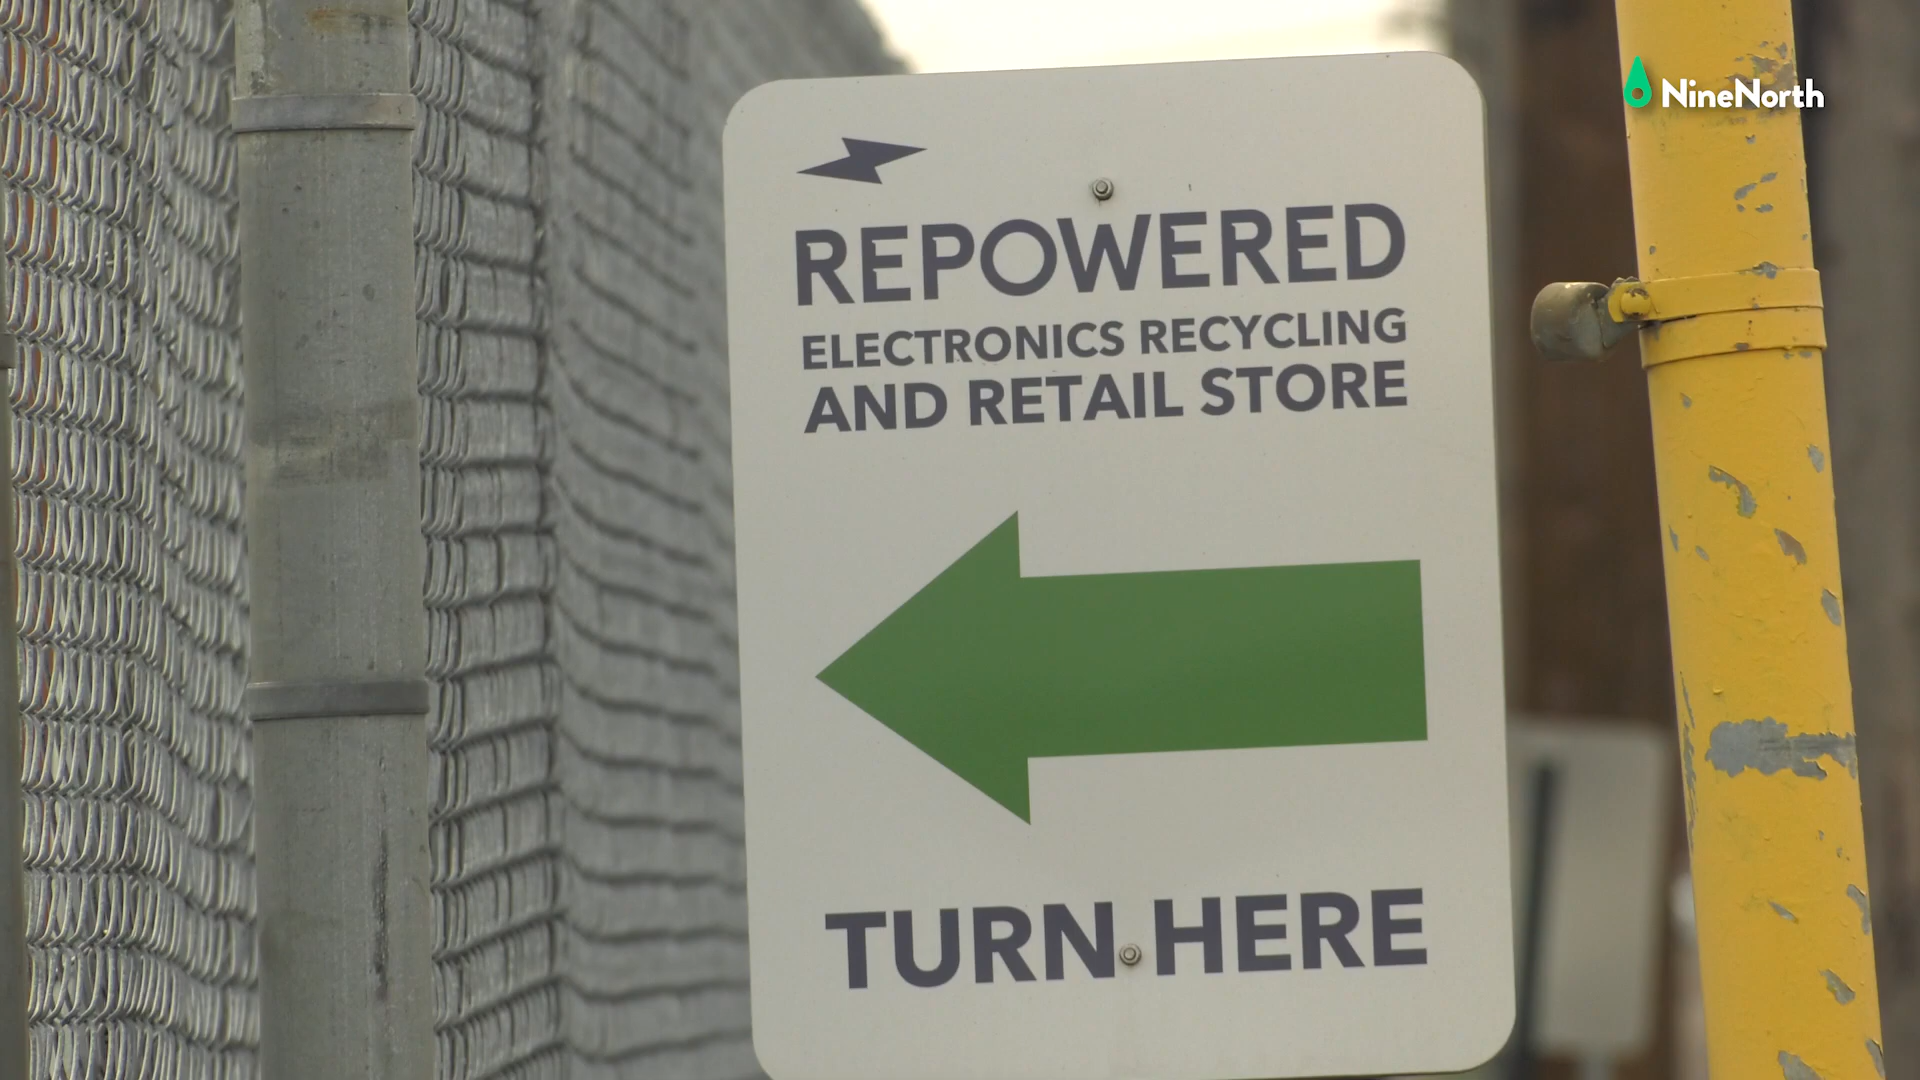 NineNorth
REPOWERED
ELECTRONICS RECYCLING
AND RETAIL STORE
TURN HERE